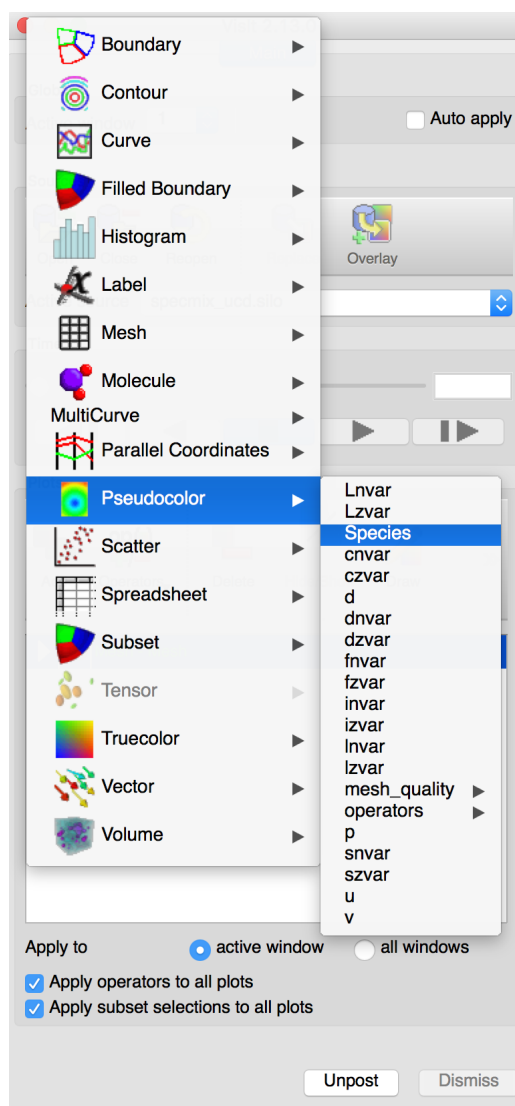 Boundary
Contour
Curve
Filled Boundary
Histogram
Label
Mesh
Molecule
MultiCurve
Parallel Coordinates
Pseudocolor
Scatter
Spreadsheet
Subset
Tensor
Truecolor
Vector
Volume
Auto apply
Overlay
Lnvar
Lzvar
Species
cnvar
czvar
d
dnvar
dzvar
fnvar
fzvar
invar
izvar
lnvar
lzvar
mesh_quality
operators
p
snvar
szvar
u
v
Apply to active window all windows
Apply operators to all plots
Apply subset selections to all plots
Unpost Dismiss